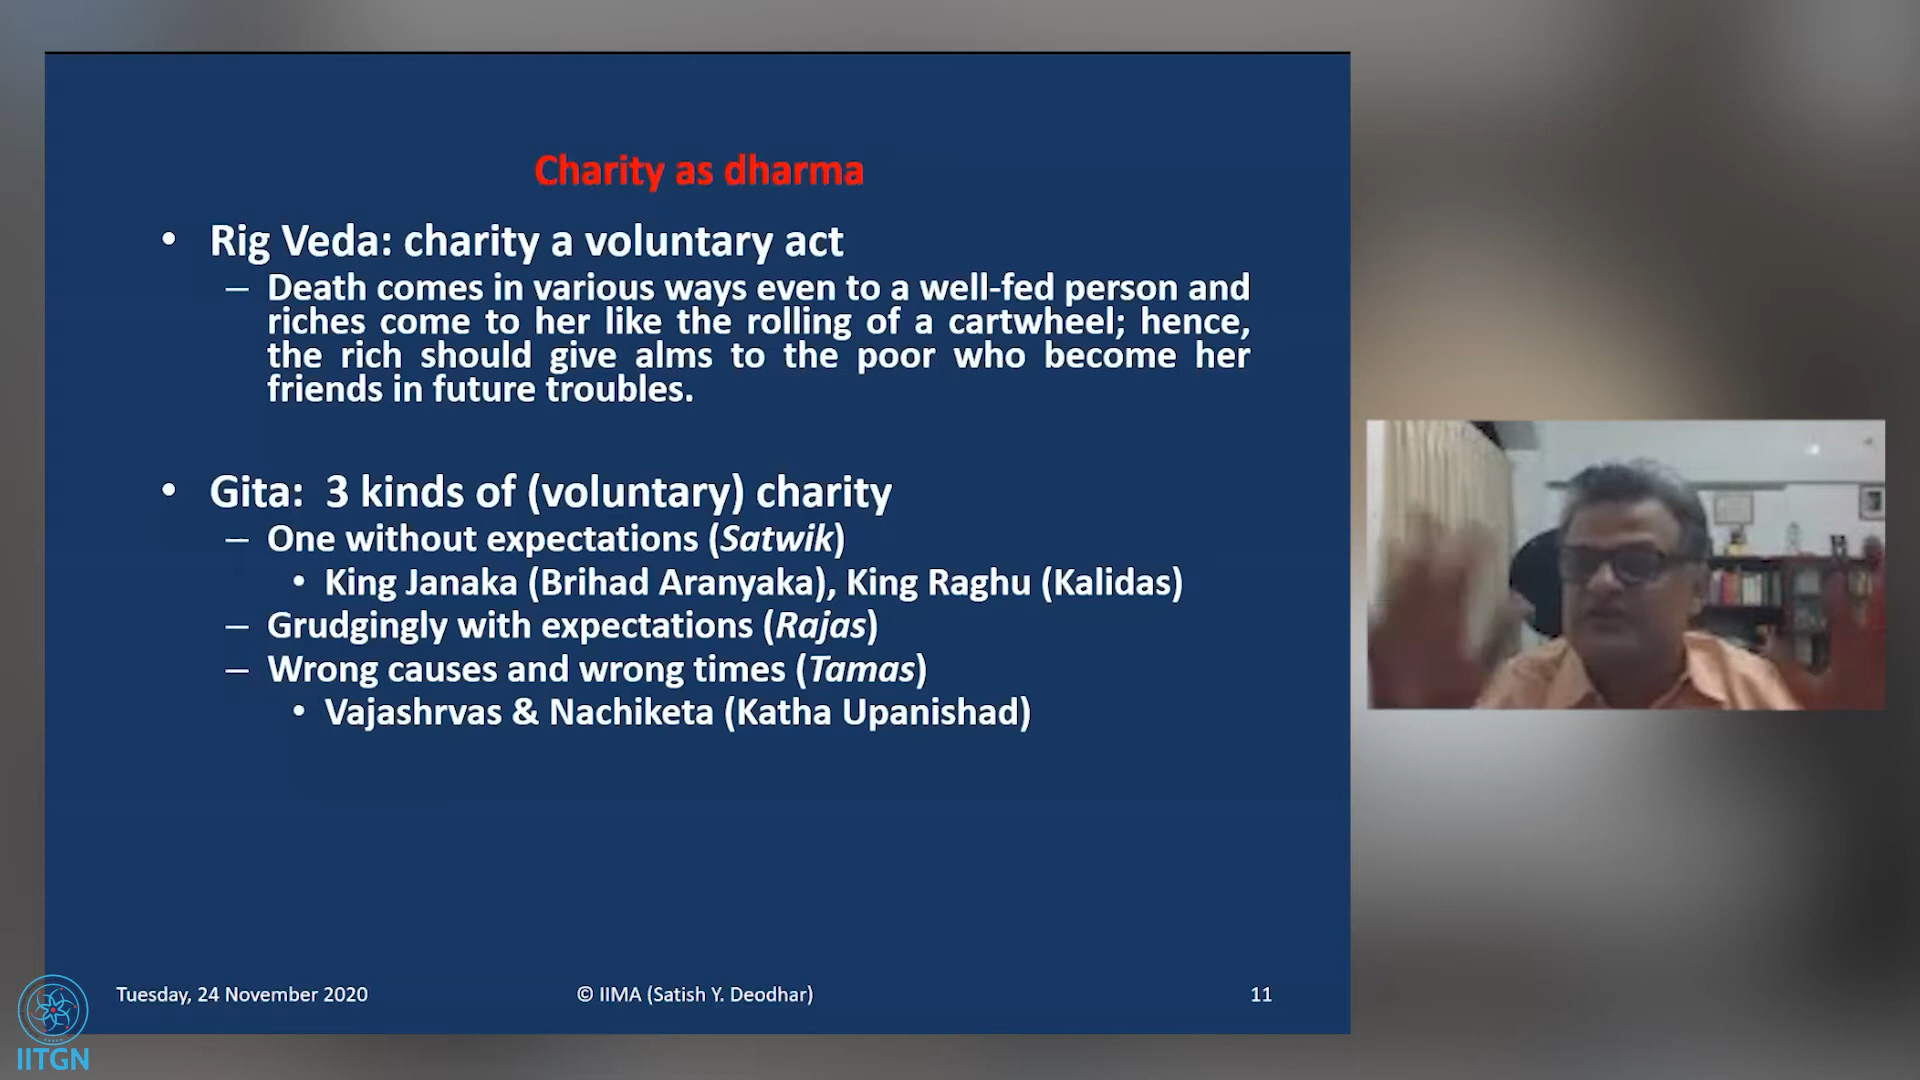 Charity as dharma
• Rig Veda: charity a voluntary act
– Death comes in various ways even to a well-fed person and
riches come to her like the rolling of a cartwheel; hence,
the rich should give alms to the poor who become her
friends in future troubles.
• Gita: 3 kinds of (voluntary) charity
– One without expectations (Satwik)
• King Janaka (Brihad Aranyaka), King Raghu (Kalidas)
– Grudgingly with expectations (Rajas)
– Wrong causes and wrong times (Tamas)
• Vajashrvas & Nachiketa (Katha Upanishad)
Tuesday, 24 November 2020
© IIMA (Satish Y. Deodhar)
11
IITGN